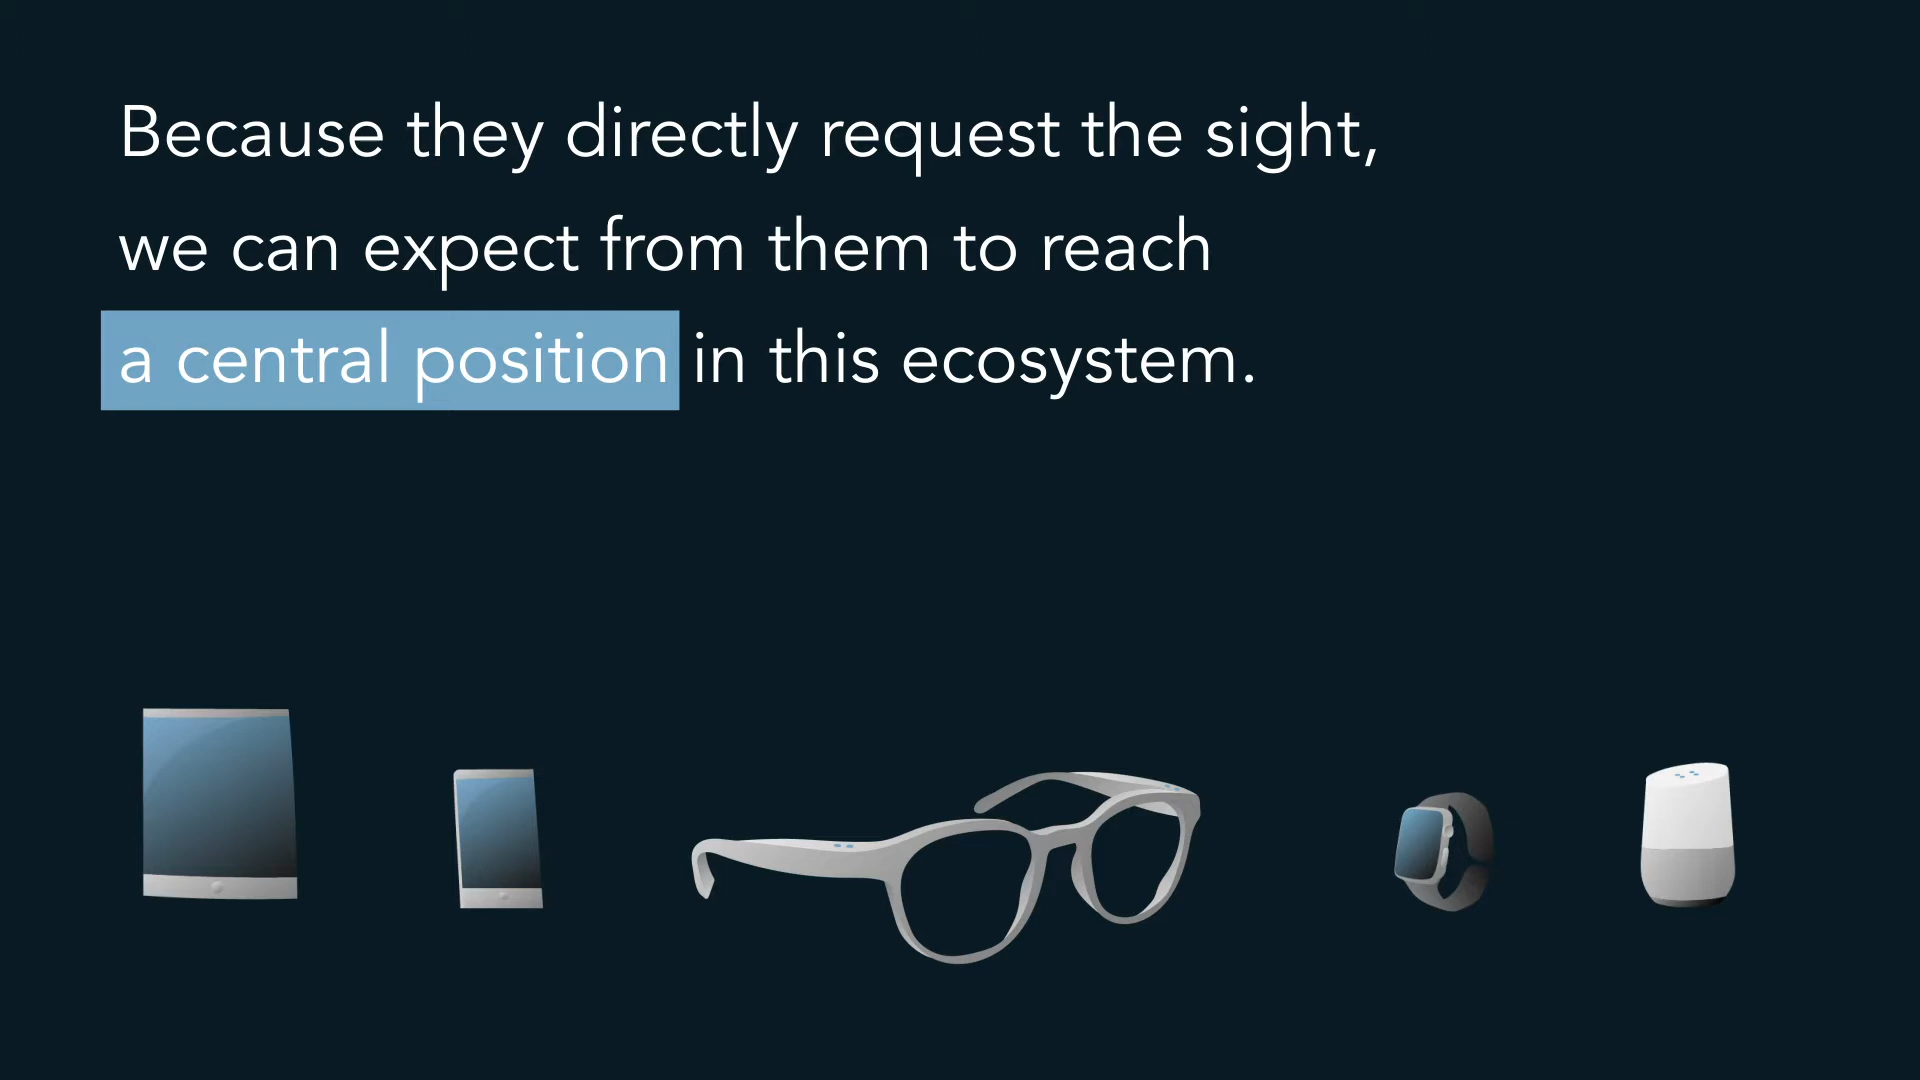 Because they directly request the sight,
we can expect from them to reach
a central position in this ecosystem.